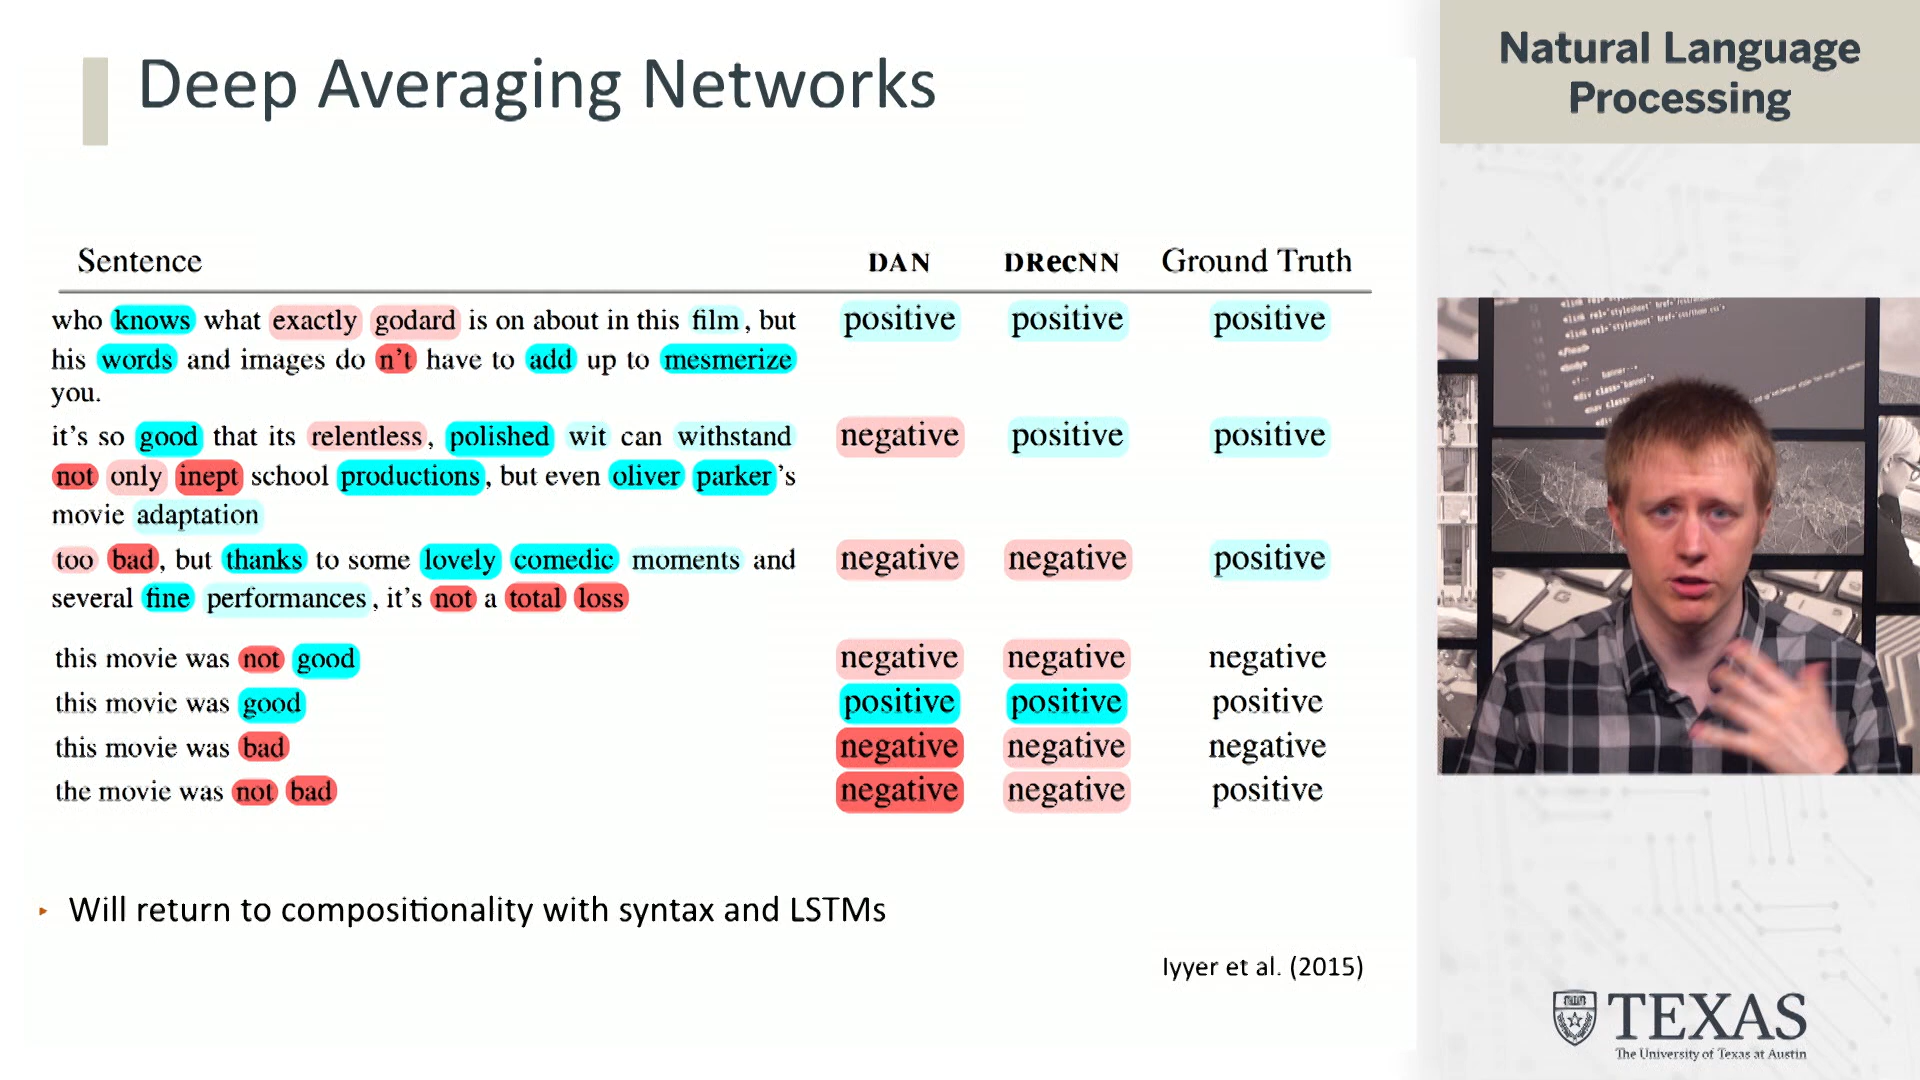 Deep Averaging Networks
Natural Language
Processing
Sentence DAN DRecNN Ground Truth
who knows what exactly godard is on about in this film, but positive positive positive
his words and images do n't have to add up to mesmerize
you.
it's so good that its relentless, polished wit can withstand negative positive positive
not only inept school productions, but even oliver parker's
movie adaptation
too bad, but thanks to some lovely comedic moments and negative negative positive
several fine performances, it's not a total loss
this movie was not good negative negative negative
this movie was good positive positive positive
this movie was bad negative negative negative
the movie was not bad negative negative positive
▸ Will return to compositionality with syntax and LSTMs
Iyyer et al. (2015)
TEXAS
The University of Texas at Austin